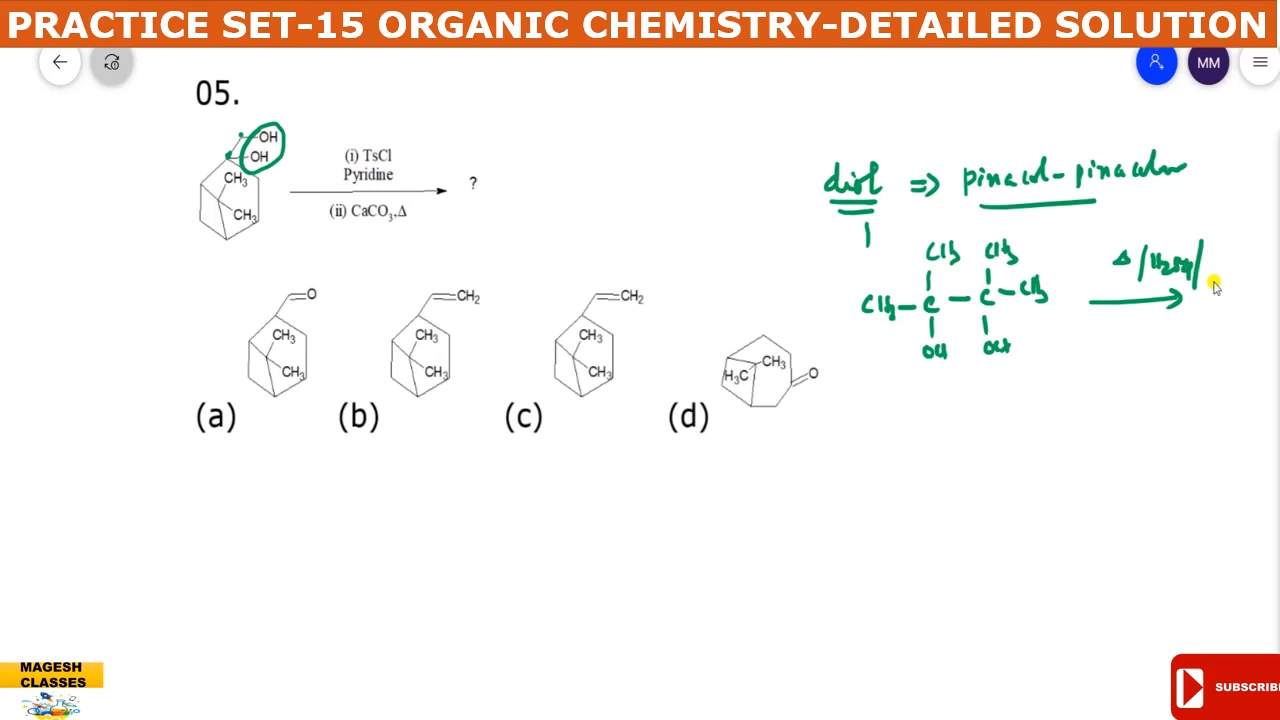 PRACTICE SET-15 ORGANIC CHEMISTRY-DETAILED SOLUTION
MM
05.
OH
OH
CH3
CH3
(i) TsCl
Pyridine
(ii) CaCO3,Δ
?
diol ⇒ pinacol-pinacolone
CH3 CH3
CH3-C-C-CH3
OH OH
Δ/H2SO4/
O
CH3
CH3
(a)
CH2
CH3
CH3
(b)
CH2
CH3
CH3
(c)
CH3
H3C
O
(d)
MAGESH
CLASSES
SUBSCRIBE